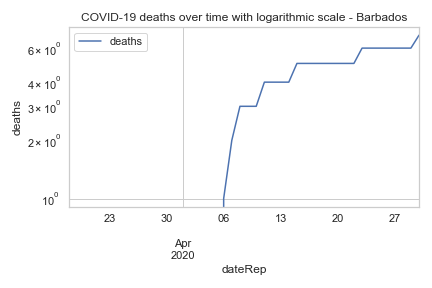 COVID-19 deaths over time with logarithmic scale - Barbados
deaths
6 × 10⁰
4 × 10⁰
3 × 10⁰
2 × 10⁰
10⁰
deaths
23 30 06 13 20 27
Apr
2020
dateRep